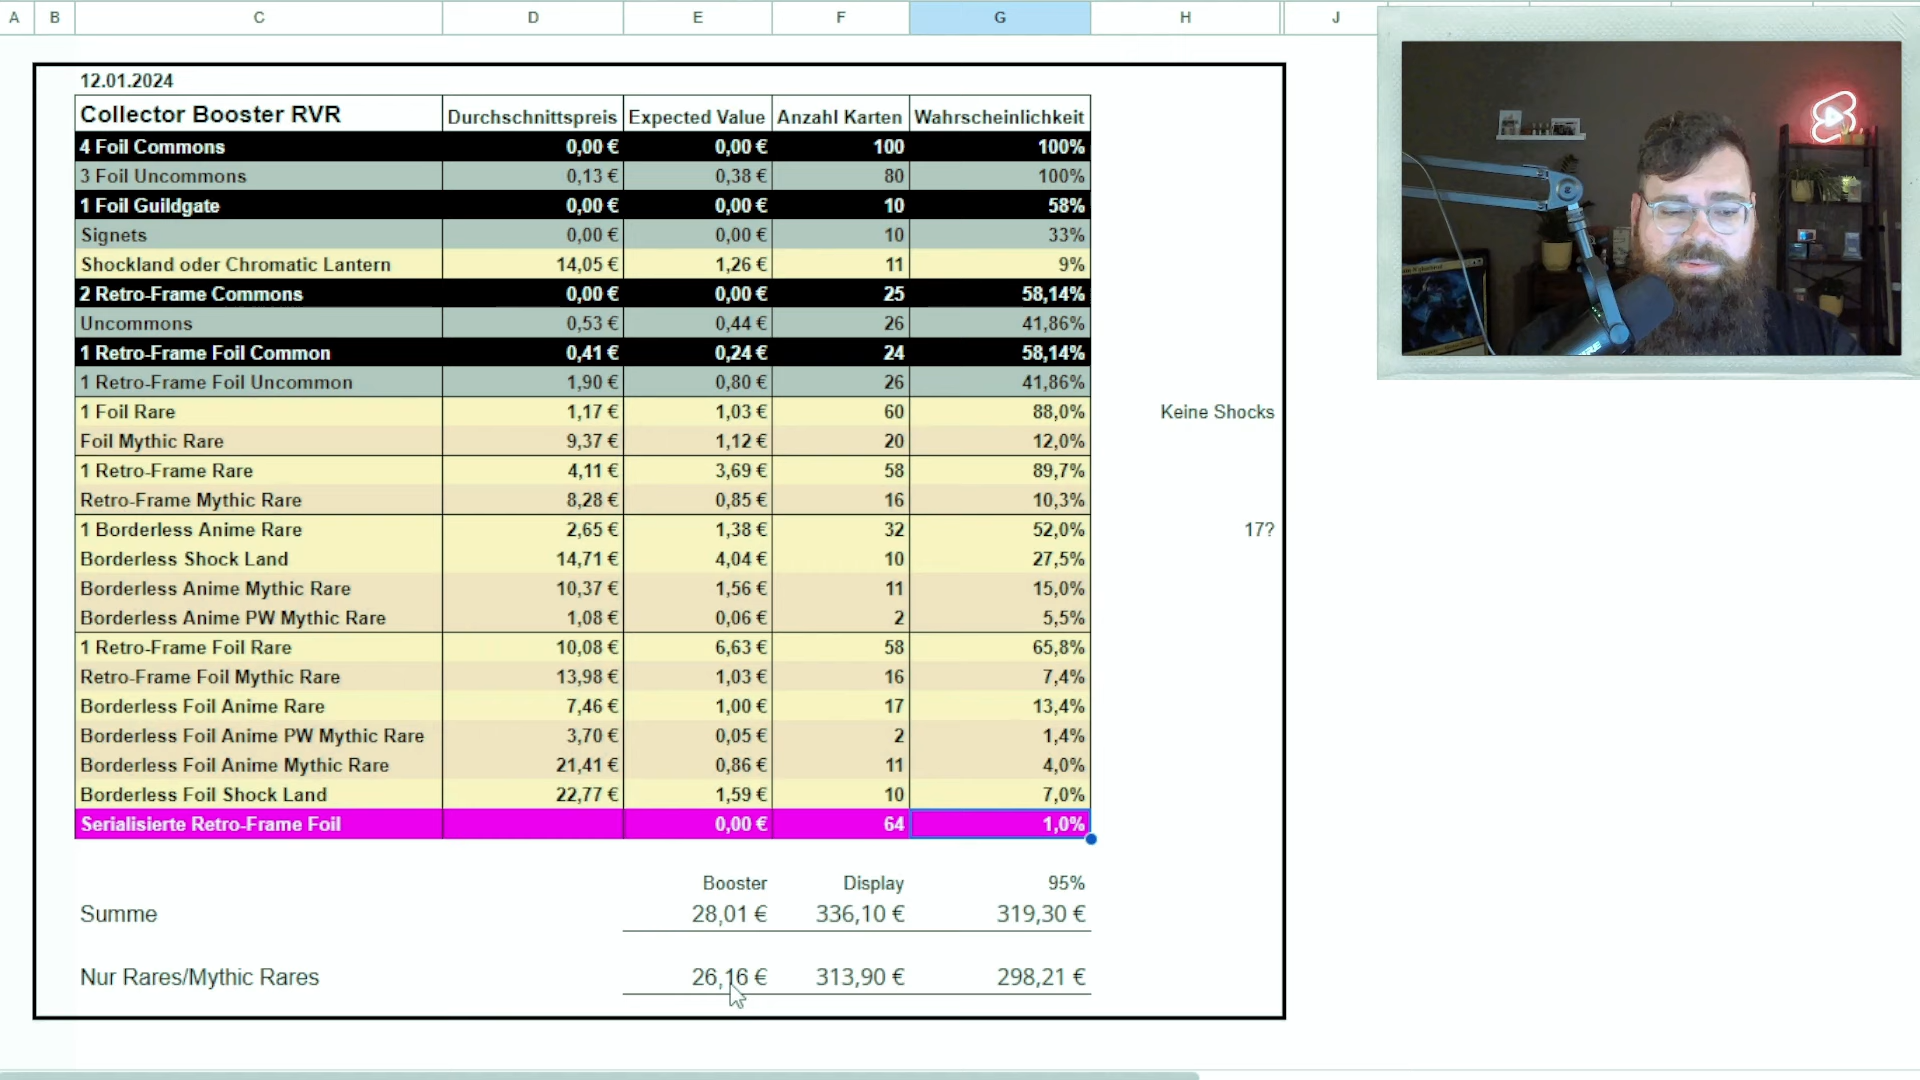 A B C D E F G H J
12.01.2024
Collector Booster RVR Durchschnittspreis Expected Value Anzahl Karten Wahrscheinlichkeit
4 Foil Commons 0,00 € 0,00 € 100 100%
3 Foil Uncommons 0,13 € 0,38 € 80 100%
1 Foil Guildgate 0,00 € 0,00 € 10 58%
Signets 0,00 € 0,00 € 10 33%
Shockland oder Chromatic Lantern 14,05 € 1,26 € 11 9%
2 Retro-Frame Commons 0,00 € 0,00 € 25 58,14%
Uncommons 0,53 € 0,44 € 26 41,86%
1 Retro-Frame Foil Common 0,41 € 0,24 € 24 58,14%
1 Retro-Frame Foil Uncommon 1,90 € 0,80 € 26 41,86%
1 Foil Rare 1,17 € 1,03 € 60 88,0% Keine Shocks
Foil Mythic Rare 9,37 € 1,12 € 20 12,0%
1 Retro-Frame Rare 4,11 € 3,69 € 58 89,7%
Retro-Frame Mythic Rare 8,28 € 0,85 € 16 10,3%
1 Borderless Anime Rare 2,65 € 1,38 € 32 52,0% 17?
Borderless Shock Land 14,71 € 4,04 € 10 27,5%
Borderless Anime Mythic Rare 10,37 € 1,56 € 11 15,0%
Borderless Anime PW Mythic Rare 1,08 € 0,06 € 2 5,5%
1 Retro-Frame Foil Rare 10,08 € 6,63 € 58 65,8%
Retro-Frame Foil Mythic Rare 13,98 € 1,03 € 16 7,4%
Borderless Foil Anime Rare 7,46 € 1,00 € 17 13,4%
Borderless Foil Anime PW Mythic Rare 3,70 € 0,05 € 2 1,4%
Borderless Foil Anime Mythic Rare 21,41 € 0,86 € 11 4,0%
Borderless Foil Shock Land 22,77 € 1,59 € 10 7,0%
Serialisierte Retro-Frame Foil 0,00 € 64 1,0%
Booster Display 95%
Summe 28,01 € 336,10 € 319,30 €
Nur Rares/Mythic Rares 26,16 € 313,90 € 298,21 €